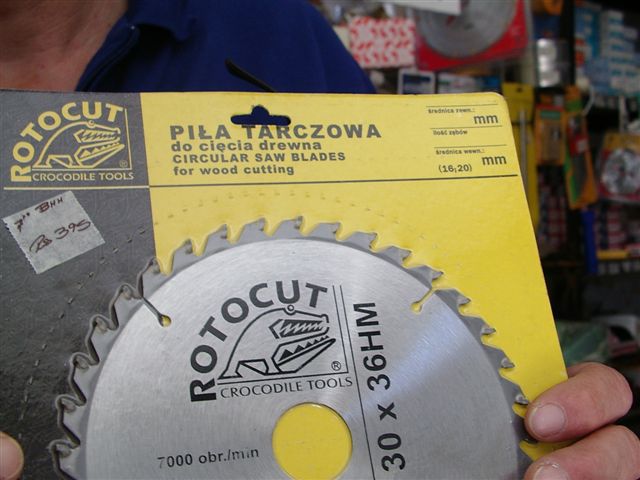 ROTOCUT
®
CROCODILE TOOLS
PIŁA TARCZOWA
do cięcia drewna
CIRCULAR SAW BLADES
for wood cutting
średnica zewn.:
mm
ilość zębów
średnica wewn.:
(16;20) mm
7"
395
ROTOCUT
®
CROCODILE TOOLS
30 x 36HM
7000 obr./min